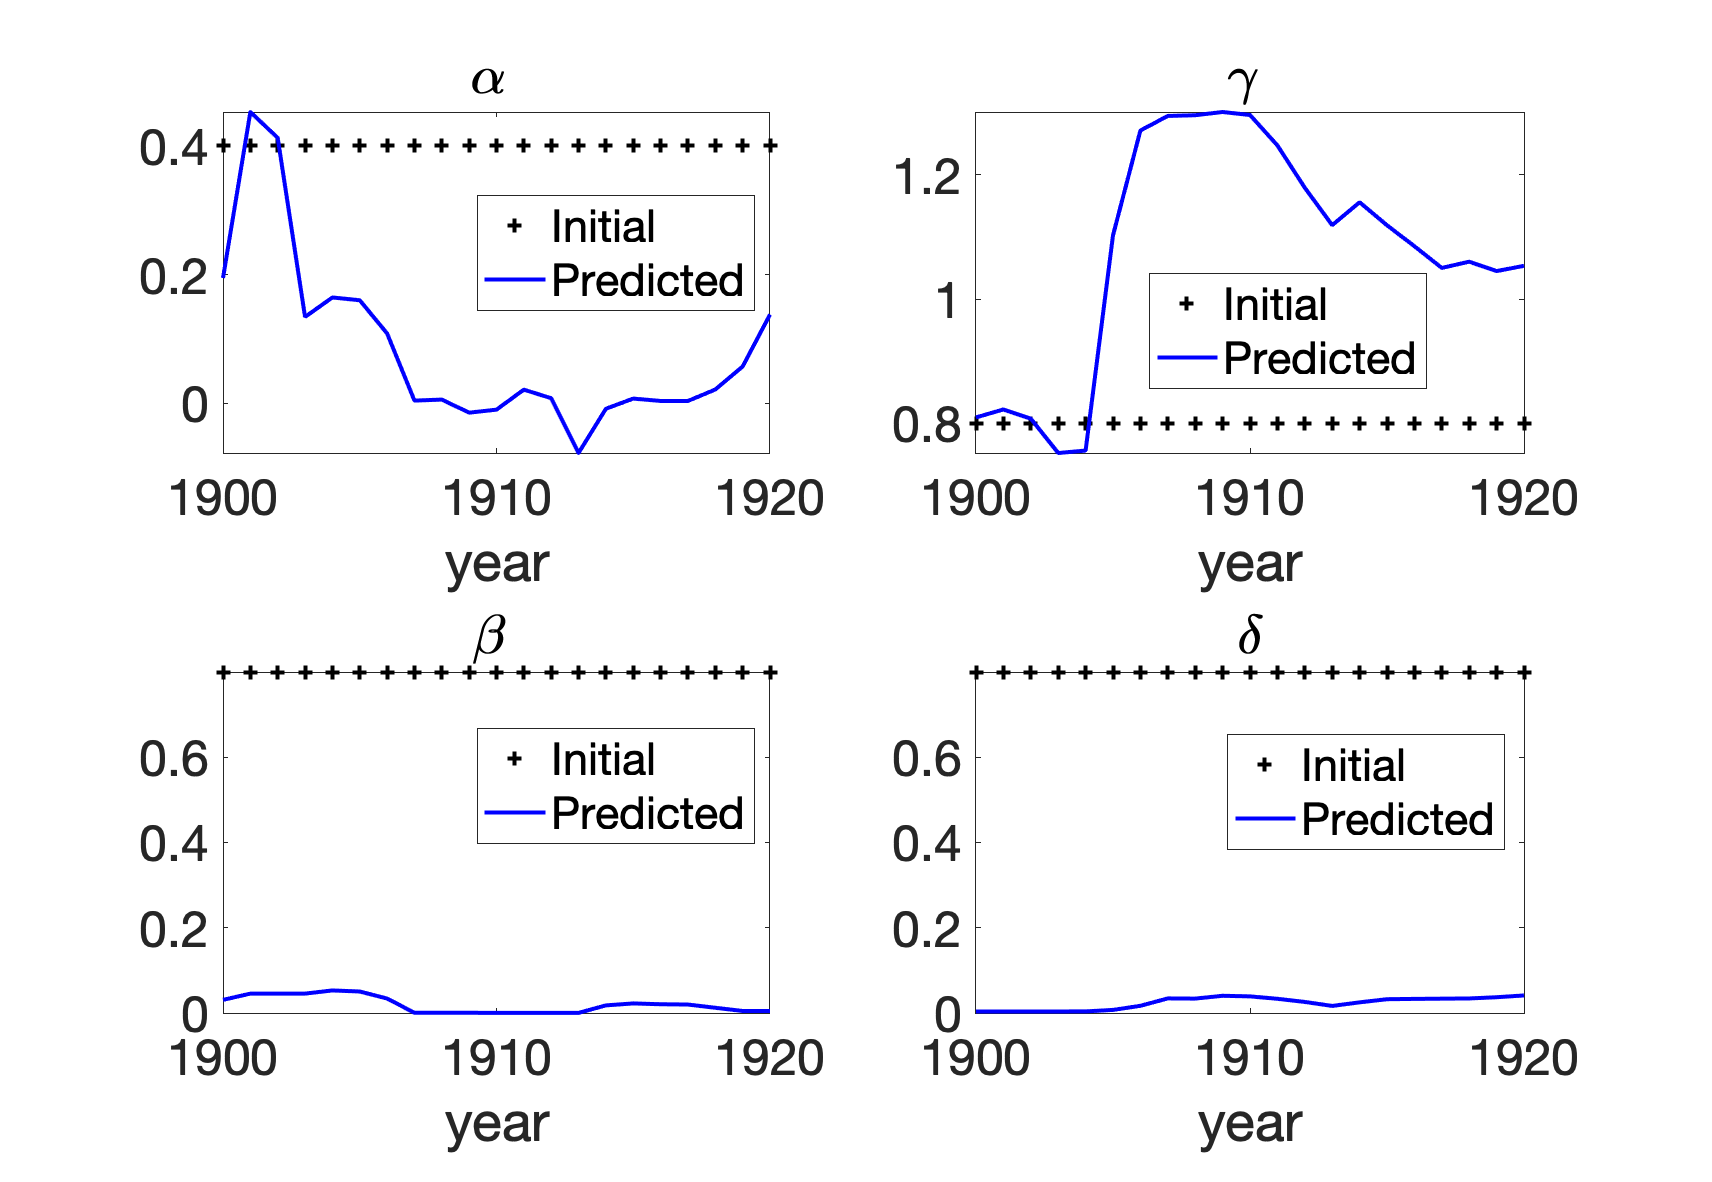 α
0.4
0.2
0
Initial
Predicted
1900 1910 1920
year
γ
1.2
1
0.8
Initial
Predicted
1900 1910 1920
year
β
0.6
0.4
0.2
0
Initial
Predicted
1900 1910 1920
year
δ
0.6
0.4
0.2
0
Initial
Predicted
1900 1910 1920
year